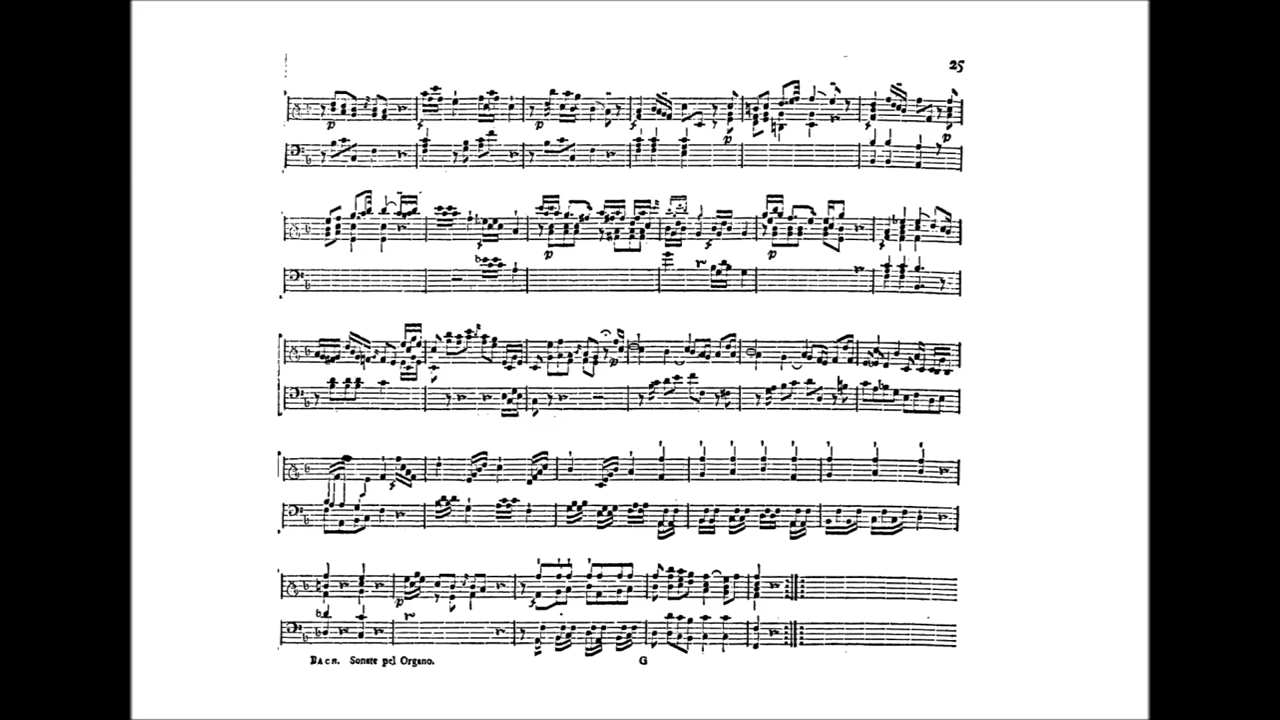 25
p f p f p f p
f p f p
p
f
p f
BACH. Sonate pel Organo. G